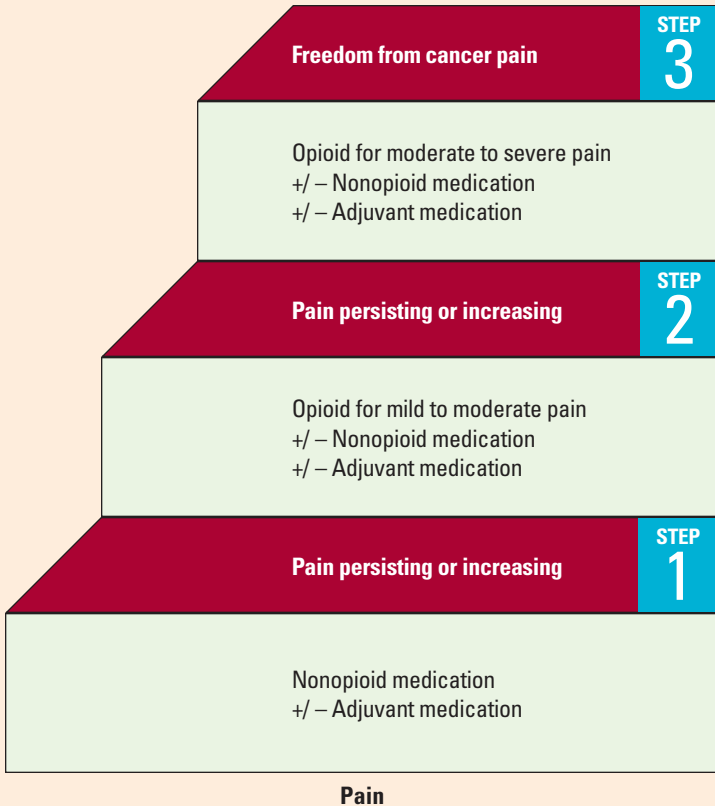 Freedom from cancer pain
STEP
3
Opioid for moderate to severe pain
+/ – Nonopioid medication
+/ – Adjuvant medication
Pain persisting or increasing
STEP
2
Opioid for mild to moderate pain
+/ – Nonopioid medication
+/ – Adjuvant medication
Pain persisting or increasing
STEP
1
Nonopioid medication
+/ – Adjuvant medication
Pain